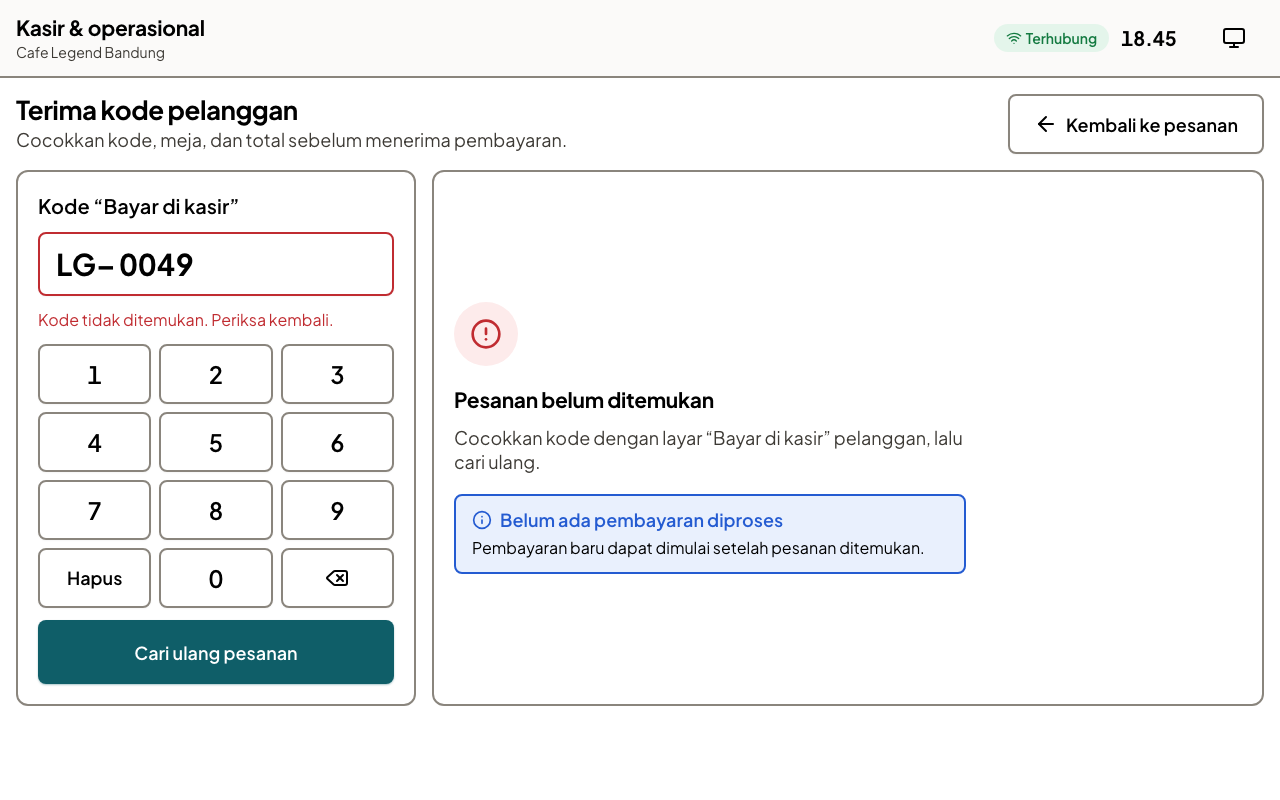 Kasir & operasional
Cafe Legend Bandung
Terhubung
18.45
Terima kode pelanggan
Cocokkan kode, meja, dan total sebelum menerima pembayaran.
Kembali ke pesanan
Kode “Bayar di kasir”
LG– 0049
Kode tidak ditemukan. Periksa kembali.
1 2 3
4 5 6
7 8 9
Hapus 0
Cari ulang pesanan
Pesanan belum ditemukan
Cocokkan kode dengan layar “Bayar di kasir” pelanggan, lalu
cari ulang.
Belum ada pembayaran diproses
Pembayaran baru dapat dimulai setelah pesanan ditemukan.